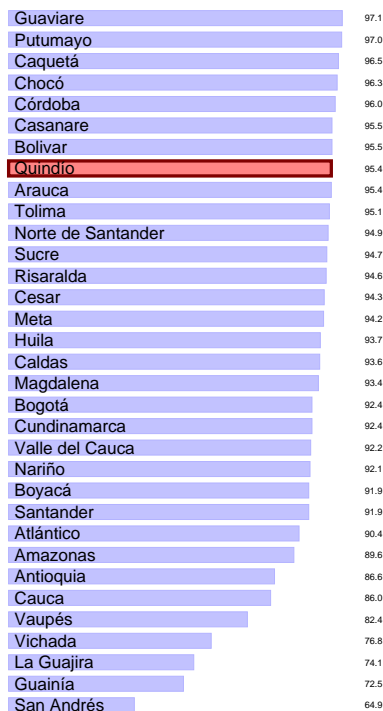 Guaviare 97.1
Putumayo 97.0
Caquetá 96.5
Chocó 96.3
Córdoba 96.0
Casanare 95.5
Bolivar 95.5
Quindío 95.4
Arauca 95.4
Tolima 95.1
Norte de Santander 94.9
Sucre 94.7
Risaralda 94.6
Cesar 94.3
Meta 94.2
Huila 93.7
Caldas 93.6
Magdalena 93.4
Bogotá 92.4
Cundinamarca 92.4
Valle del Cauca 92.2
Nariño 92.1
Boyacá 91.9
Santander 91.9
Atlántico 90.4
Amazonas 89.6
Antioquia 86.6
Cauca 86.0
Vaupés 82.4
Vichada 76.8
La Guajira 74.1
Guainía 72.5
San Andrés 64.9